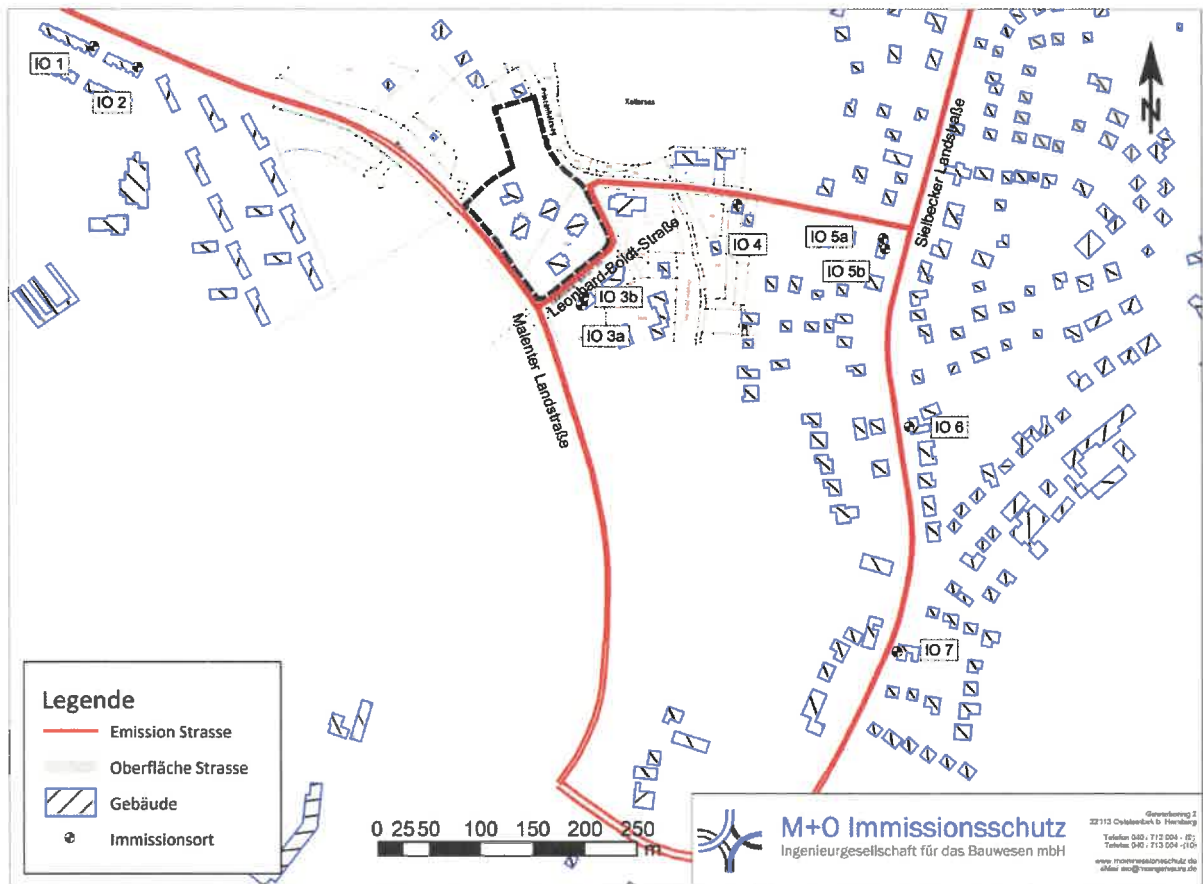 IO 1
IO 2
Kellersee
Sielbecker Landstraße
N
IO 4
IO 5a
IO 5b
Leonhard-Boldt-Straße
IO 3b
IO 3a
Malenter Landstraße
IO 6
IO 7
Legende
Emission Strasse
Oberfläche Strasse
Gebäude
Immissionsort
0 25 50 100 150 200 250
m
M+O Immissionsschutz
Ingenieurgesellschaft für das Bauwesen mbH